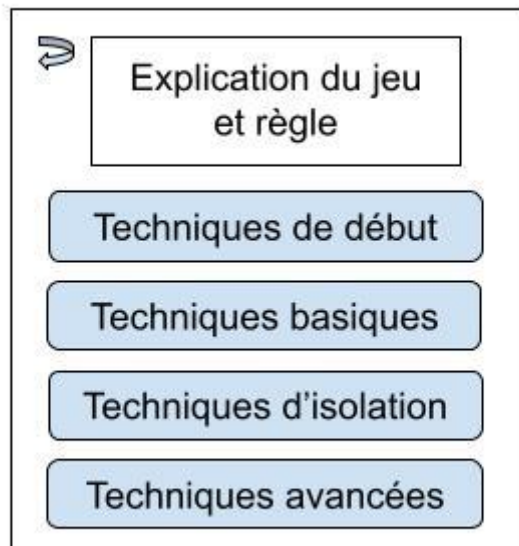 Explication du jeu
et règle
Techniques de début
Techniques basiques
Techniques d'isolation
Techniques avancées